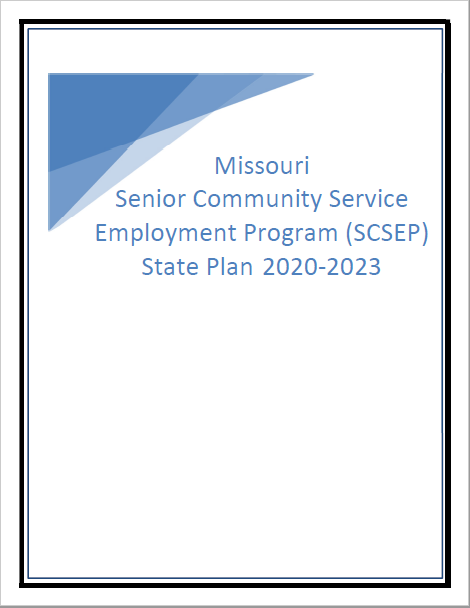 Missouri
Senior Community Service
Employment Program (SCSEP)
State Plan 2020-2023